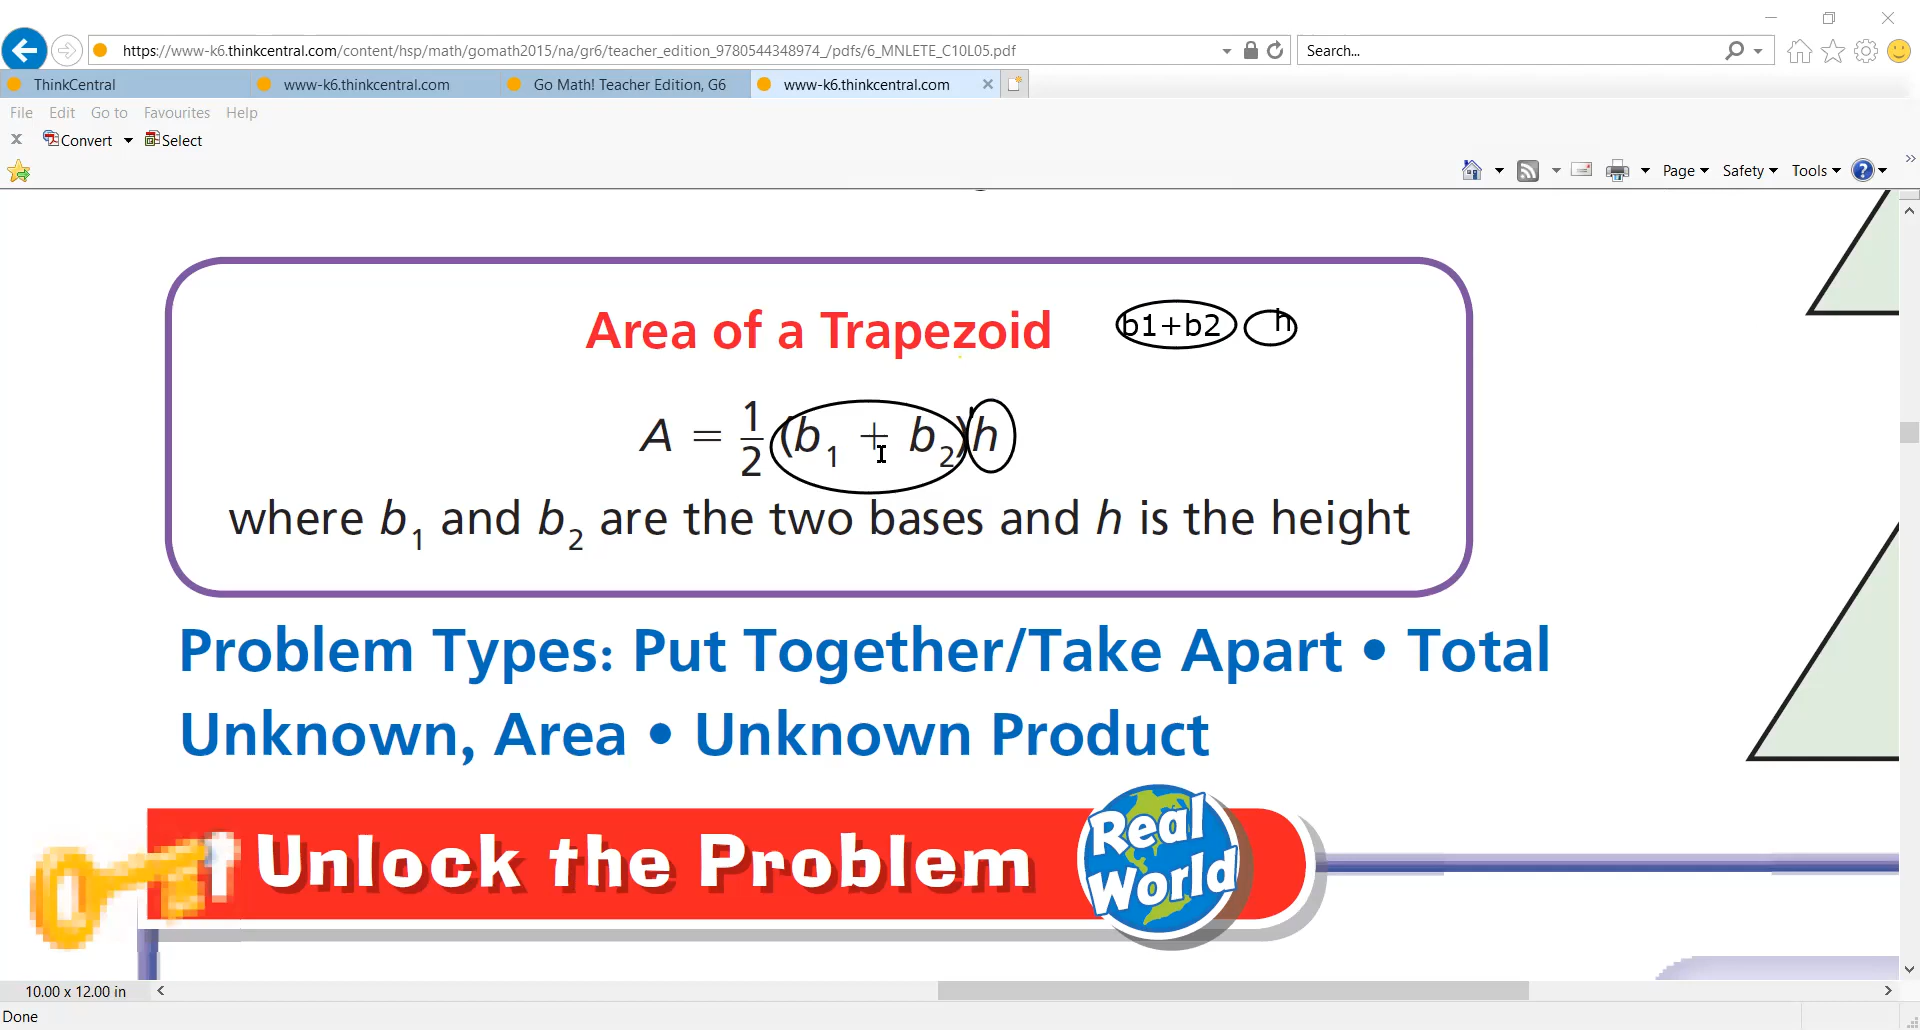 https://www-k6.thinkcentral.com/content/hsp/math/gomath2015/na/gr6/teacher_edition_9780544348974_/pdfs/6_MNLETE_C10L05.pdf Search...
ThinkCentral www-k6.thinkcentral.com Go Math! Teacher Edition, G6 www-k6.thinkcentral.com
File Edit Go to Favourites Help
x Convert Select
Page Safety Tools
Area of a Trapezoid b1+b2 h
A = 1/2 (b₁ + b₂)h
where b₁ and b₂ are the two bases and h is the height
Problem Types: Put Together/Take Apart • Total
Unknown, Area • Unknown Product
1 Unlock the Problem Real World
10.00 x 12.00 in
Done